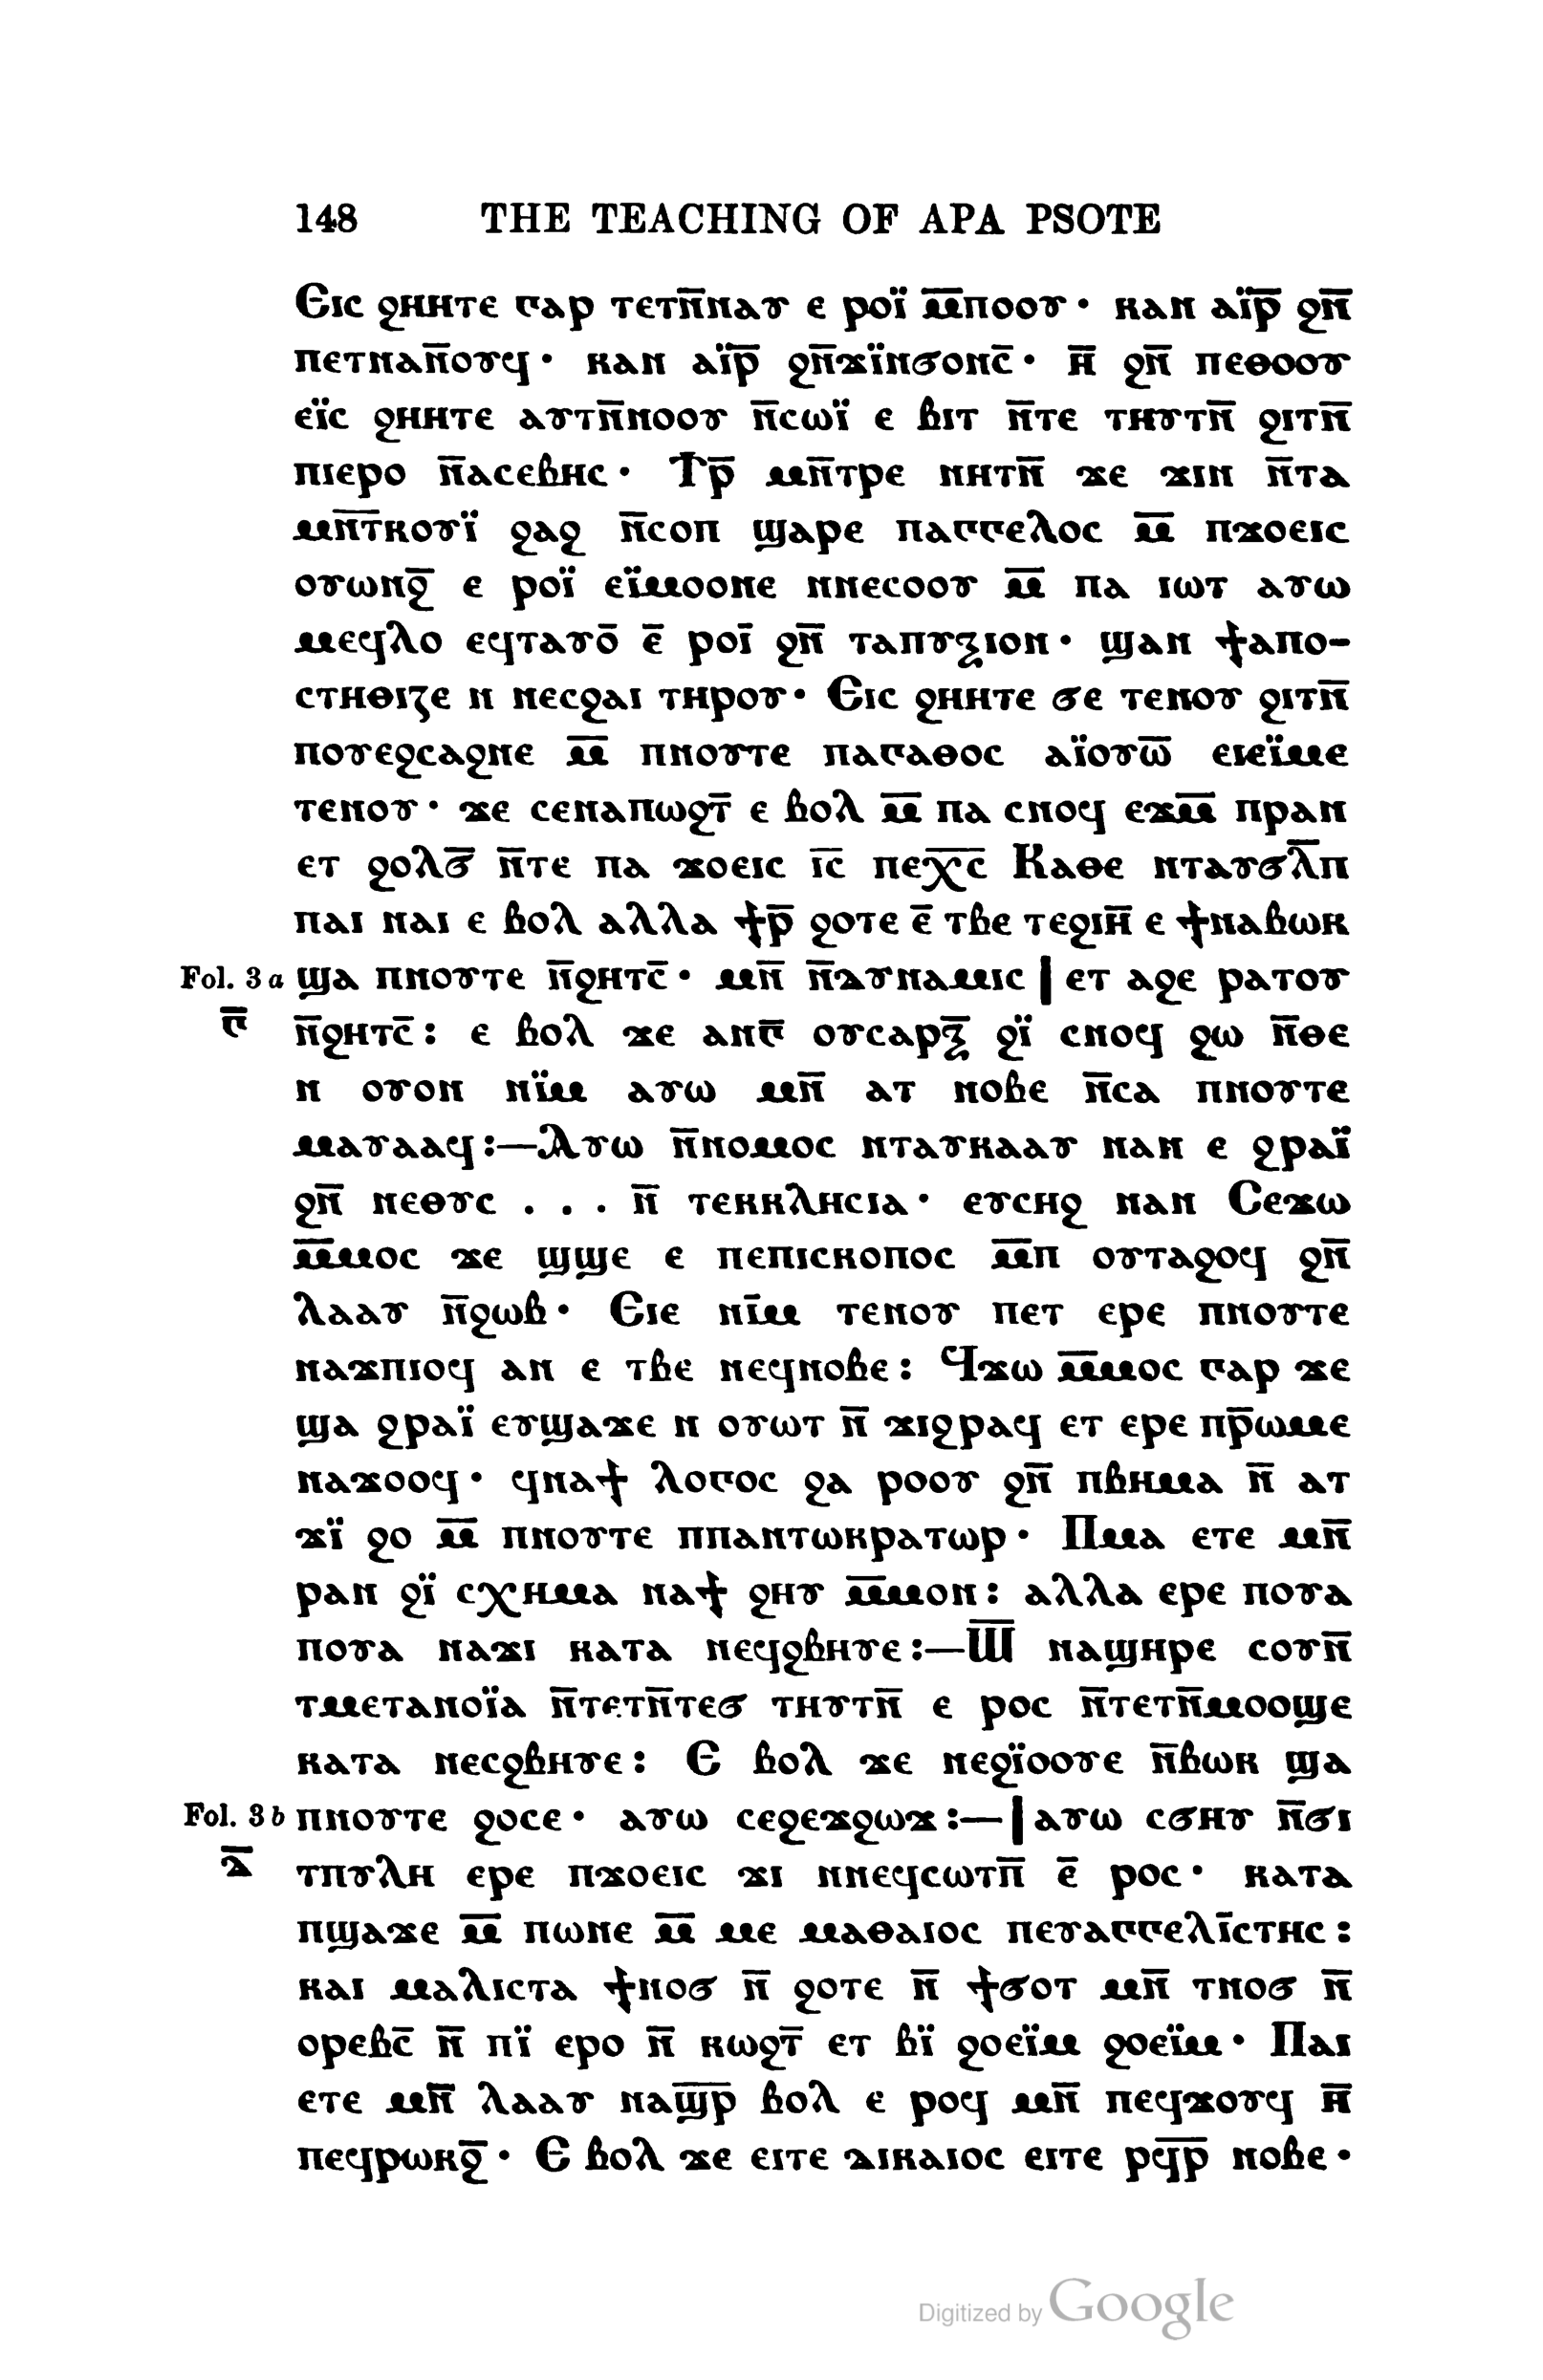 148 THE TEACHING OF APA PSOTE
Ⲉⲓⲥ ϩⲏⲏⲧⲉ ⲅⲁⲣ ⲧⲉⲧⲛ̅ⲛⲁⲩ ⲉ ⲣⲟⲓ̈ ⲙ̅ⲡⲟⲟⲩ· ⲕⲁⲛ ⲁⲓ̈ⲣ̅ ϩⲛ̅
ⲡⲉⲧⲛⲁⲛ̅ⲟⲩϥ· ⲕⲁⲛ ⲁⲓ̈ⲣ̅ ϩⲛ̅ϫⲓ̈ⲛϭⲟⲛⲥ̅· ⲏ̅ ϩⲛ̅ ⲡⲉⲑⲟⲟⲩ
ⲉⲓ̈ⲥ ϩⲏⲏⲧⲉ ⲁⲩⲧⲛ̅ⲛⲟⲟⲩ ⲛ̅ⲥⲱⲓ̈ ⲉ ⲃⲓⲧ ⲛ̅ⲧⲉ ⲧⲏⲩⲧⲛ̅ ϩⲓⲧⲛ̅
ⲡⲓⲉⲣⲟ ⲛ̅ⲁⲥⲉⲃⲏⲥ· Ϯⲣ̅ ⲙⲛ̅ⲧⲣⲉ ⲛⲏⲧⲛ̅ ϫⲉ ϫⲓⲛ ⲛ̅ⲧⲁ
ⲙⲛ̅ⲧ̅ⲕⲟⲩⲓ̈ ϩⲁϩ ⲛ̅ⲥⲟⲡ ϣⲁⲣⲉ ⲡⲁⲅⲅⲉⲗⲟⲥ ⲙ̅ ⲡϫⲟⲉⲓⲥ
ⲟⲩⲱⲛϩ̅ ⲉ ⲣⲟⲓ̈ ⲉⲓ̈ⲙⲟⲟⲛⲉ ⲛⲛⲉⲥⲟⲟⲩ ⲙ̅ ⲡⲁ ⲓⲱⲧ ⲁⲩⲱ
ⲙⲉϥⲗⲟ ⲉϥⲧⲁⲩⲟ̅ ⲉ̅ ⲣⲟⲓ̈ ϩⲛ̅ ⲧⲁⲡⲩⲝⲓⲟⲛ· ϣⲁⲛ ϯⲁⲡⲟ-
ⲥⲧⲏⲑⲓⲍⲉ ⲛ ⲛⲉⲥϩⲁⲓ ⲧⲏⲣⲟⲩ· Ⲉⲓⲥ ϩⲏⲏⲧⲉ ϭⲉ ⲧⲉⲛⲟⲩ ϩⲓⲧⲛ̅
ⲡⲟⲩⲉϩⲥⲁϩⲛⲉ ⲙ̅ ⲡⲛⲟⲩⲧⲉ ⲡⲁⲅⲁⲑⲟⲥ ⲁⲓ̈ⲟⲩⲱ̅ ⲉⲓⲉⲓ̈ⲙⲉ
ⲧⲉⲛⲟⲩ· ϫⲉ ⲥⲉⲛⲁⲡⲱϩⲧ̅ ⲉ ⲃⲟⲗ ⲙ̅ ⲡⲁ ⲥⲛⲟϥ ⲉϫⲙ̅ ⲡⲣⲁⲛ
ⲉⲧ ϩⲟⲗϭ̅ ⲛ̅ⲧⲉ ⲡⲁ ϫⲟⲉⲓⲥ ⲓ̅ⲥ̅ ⲡⲉⲭ̅ⲥ̅ Ⲕⲁⲑⲉ ⲛⲧⲁⲩϭⲗ̅ⲡ
ⲡⲁⲓ ⲛⲁⲓ ⲉ ⲃⲟⲗ ⲁⲗⲗⲁ ϯⲣ̅ ϩⲟⲧⲉ ⲉ̅ ⲧⲃⲉ ⲧⲉϩⲓⲏ̅ ⲉ ϯⲛⲁⲃⲱⲕ
Fol. 3 a ϣⲁ ⲡⲛⲟⲩⲧⲉ ⲛ̅ϩⲏⲧⲥ̅· ⲙⲛ̅ ⲛ̅ⲇⲩⲛⲁⲙⲓⲥ | ⲉⲧ ⲁϩⲉ ⲣⲁⲧⲟⲩ
ⲅ̅ ⲛ̅ϩⲏⲧⲥ̅: ⲉ ⲃⲟⲗ ϫⲉ ⲁⲛⲅ̅ ⲟⲩⲥⲁⲣⲝ̅ ϩⲓ̈ ⲥⲛⲟϥ ϩⲱ ⲛ̅ⲑⲉ
ⲛ ⲟⲩⲟⲛ ⲛⲓ̈ⲙ ⲁⲩⲱ ⲙⲛ̅ ⲁⲧ ⲛⲟⲃⲉ ⲛ̅ⲥⲁ ⲡⲛⲟⲩⲧⲉ
ⲙⲁⲩⲁⲁϥ:—Ⲁⲩⲱ ⲛ̅ⲛⲟⲙⲟⲥ ⲛⲧⲁⲩⲕⲁⲁⲩ ⲛⲁⲛ ⲉ ϩⲣⲁⲓ̈
ϩⲛ̅ ⲛⲉⲑⲩⲥ . . . ⲛ̅ ⲧⲉⲕⲕⲗⲏⲥⲓⲁ· ⲉⲩⲥⲏϩ ⲛⲁⲛ Ⲥⲉϫⲱ
ⲙ̅ⲙⲟⲥ ϫⲉ ϣϣⲉ ⲉ ⲡⲉⲡⲓⲥⲕⲟⲡⲟⲥ ⲙ̅ⲡ ⲟⲩⲧⲁϩⲟϥ ϩⲛ̅
ⲗⲁⲁⲩ ⲛ̅ϩⲱⲃ· Ⲉⲓⲉ ⲛⲓ̅ⲙ ⲧⲉⲛⲟⲩ ⲡⲉⲧ ⲉⲣⲉ ⲡⲛⲟⲩⲧⲉ
ⲛⲁϫⲡⲓⲟϥ ⲁⲛ ⲉ ⲧⲃⲉ ⲛⲉϥⲛⲟⲃⲉ: Ϥϫⲱ ⲙ̅ⲙⲟⲥ ⲅⲁⲣ ϫⲉ
ϣⲁ ϩⲣⲁⲓ̈ ⲉⲩϣⲁϫⲉ ⲛ ⲟⲩⲱⲧ ⲛ̅ ϫⲓϩⲣⲁϥ ⲉⲧ ⲉⲣⲉ ⲡⲣ̅ⲱⲙⲉ
ⲛⲁϫⲟⲟϥ· ϥⲛⲁϯ ⲗⲟⲅⲟⲥ ϩⲁ ⲣⲟⲟⲩ ϩⲛ̅ ⲡⲃⲏⲙⲁ ⲛ̅ ⲁⲧ
ϫⲓ̈ ϩⲟ ⲙ̅ ⲡⲛⲟⲩⲧⲉ ⲡⲡⲁⲛⲧⲱⲕⲣⲁⲧⲱⲣ· Ⲡⲙⲁ ⲉⲧⲉ ⲙⲛ̅
ⲣⲁⲛ ϩⲓ̈ ⲥⲭⲏⲙⲁ ⲛⲁϯ ϩⲏⲩ ⲙ̅ⲙⲟⲛ: ⲁⲗⲗⲁ ⲉⲣⲉ ⲡⲟⲩⲁ
ⲡⲟⲩⲁ ⲛⲁϫⲓ ⲕⲁⲧⲁ ⲛⲉϥϩⲃⲏⲩⲉ:—Ⲱ̅ ⲛⲁϣⲏⲣⲉ ⲥⲟⲩⲛ̅
ⲧⲙⲉⲧⲁⲛⲟⲓ̈ⲁ ⲛ̅ⲧⲉⲧⲛ̅ⲧⲉϭ ⲧⲏⲩⲧⲛ̅ ⲉ ⲣⲟⲥ ⲛ̅ⲧⲉⲧⲛ̅ⲙⲟⲟϣⲉ
ⲕⲁⲧⲁ ⲛⲉⲥϩⲃⲏⲩⲉ: Ⲉ ⲃⲟⲗ ϫⲉ ⲛⲉϩⲓ̈ⲟⲟⲩⲉ ⲛ̅ⲃⲱⲕ ϣⲁ
Fol. 3 b ⲡⲛⲟⲩⲧⲉ ϩⲟⲥⲉ· ⲁⲩⲱ ⲥⲉϩⲉϫϩⲱϫ:—| ⲁⲩⲱ ⲥϭⲏⲩ ⲛ̅ϭⲓ
ⲇ̅ ⲧⲡⲩⲗⲏ ⲉⲣⲉ ⲡϫⲟⲉⲓⲥ ϫⲓ ⲛⲛⲉϥⲥⲱⲧⲡ̅ ⲉ̅ ⲣⲟⲥ· ⲕⲁⲧⲁ
ⲡϣⲁϫⲉ ⲙ̅ ⲡⲱⲛⲉ ⲙ̅ ⲙⲉ ⲙⲁⲑⲁⲓⲟⲥ ⲡⲉⲩⲁⲅⲅⲉⲗⲓ̅ⲥⲧⲏⲥ:
ⲕⲁⲓ ⲙⲁⲗⲓⲥⲧⲁ ϯⲛⲟϭ ⲛ̅ ϩⲟⲧⲉ ⲛ̅ ϯϭⲟⲧ ⲙⲛ̅ ⲧⲛⲟϭ ⲛ̅
ⲟⲣⲉⲃⲥ̅ ⲛ̅ ⲡⲓ̈ ⲉⲣⲟ ⲛ̅ ⲕⲱϩⲧ̅ ⲉⲧ ⲃⲓ̈ ϩⲟⲉⲓ̈ⲙ ϩⲟⲉⲓ̈ⲙ· Ⲡⲁⲓ
ⲉⲧⲉ ⲙⲛ̅ ⲗⲁⲁⲩ ⲛⲁϣ̅ⲣ̅ ⲃⲟⲗ ⲉ ⲣⲟϥ ⲙⲛ̅ ⲡⲉϥϫⲟⲩϥ ⲏ̅
ⲡⲉϥⲣⲱⲕϩ̅· Ⲉ ⲃⲟⲗ ϫⲉ ⲉⲓⲧⲉ ⲇⲓⲕⲁⲓⲟⲥ ⲉⲓⲧⲉ ⲣϥ̅ⲣ̅ ⲛⲟⲃⲉ·
Digitized by Google